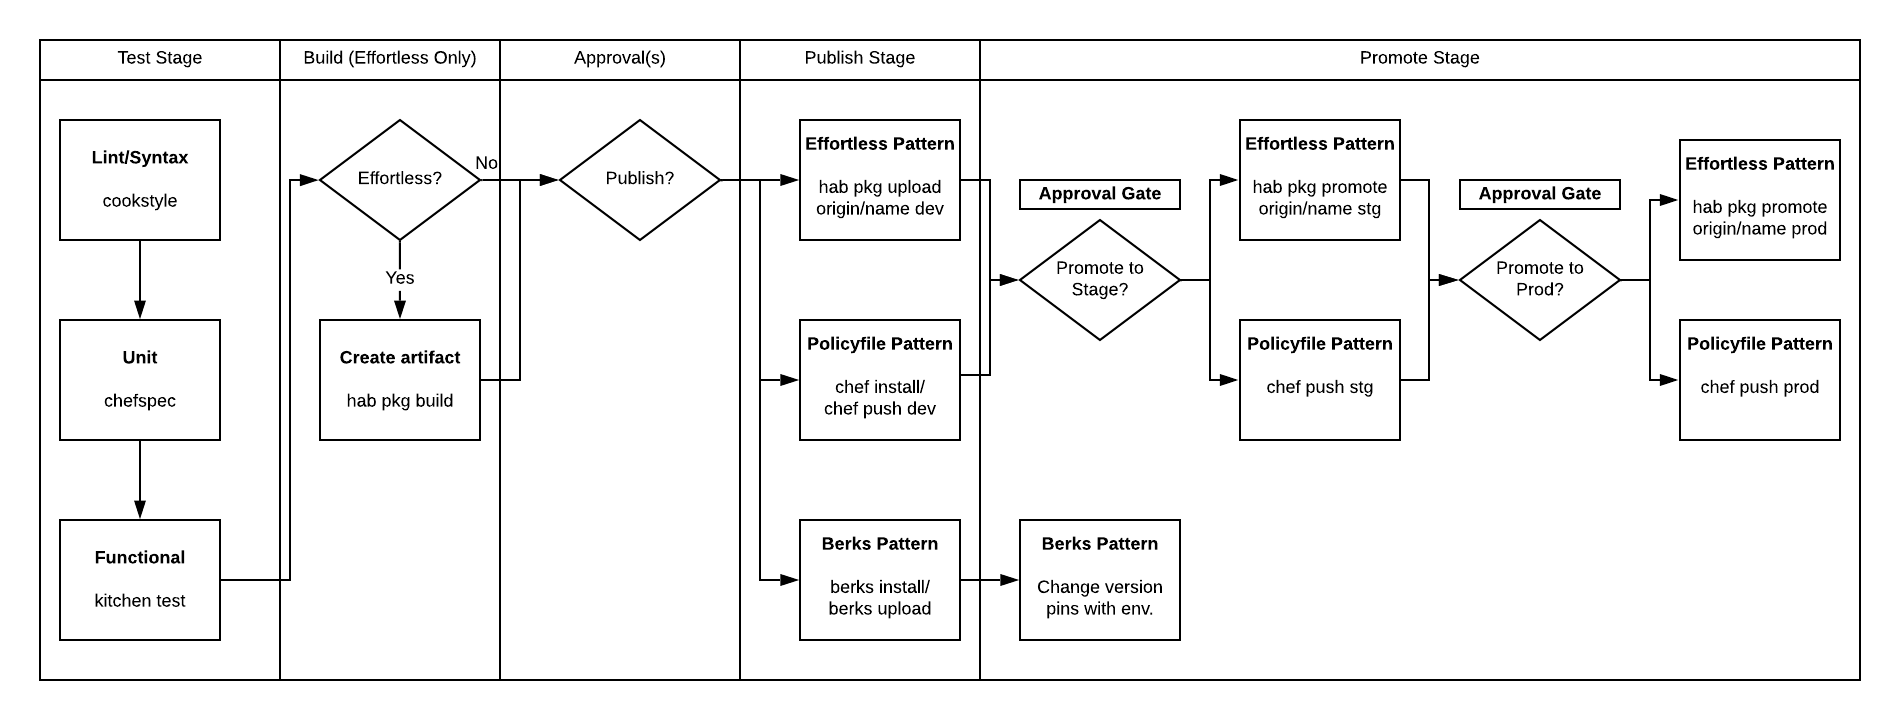 Test Stage
Build (Effortless Only)
Approval(s)
Publish Stage
Promote Stage
Lint/Syntax
cookstyle
Unit
chefspec
Functional
kitchen test
Effortless?
No
Yes
Create artifact
hab pkg build
Publish?
Effortless Pattern
hab pkg upload
origin/name dev
Policyfile Pattern
chef install/
chef push dev
Berks Pattern
berks install/
berks upload
Approval Gate
Promote to
Stage?
Berks Pattern
Change version
pins with env.
Effortless Pattern
hab pkg promote
origin/name stg
Policyfile Pattern
chef push stg
Approval Gate
Promote to
Prod?
Effortless Pattern
hab pkg promote
origin/name prod
Policyfile Pattern
chef push prod